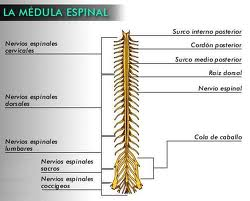 LA MÉDULA ESPINAL
Nervios espinales
cervicales
Nervios espinales
dorsales
Nervios espinales
lumbares
Nervios espinales
sacros
Nervios espinales
coccígeos
Surco interno posterior
Cordón posterior
Surco medio posterior
Raiz dorsal
Nervio espinal
Cola de caballo